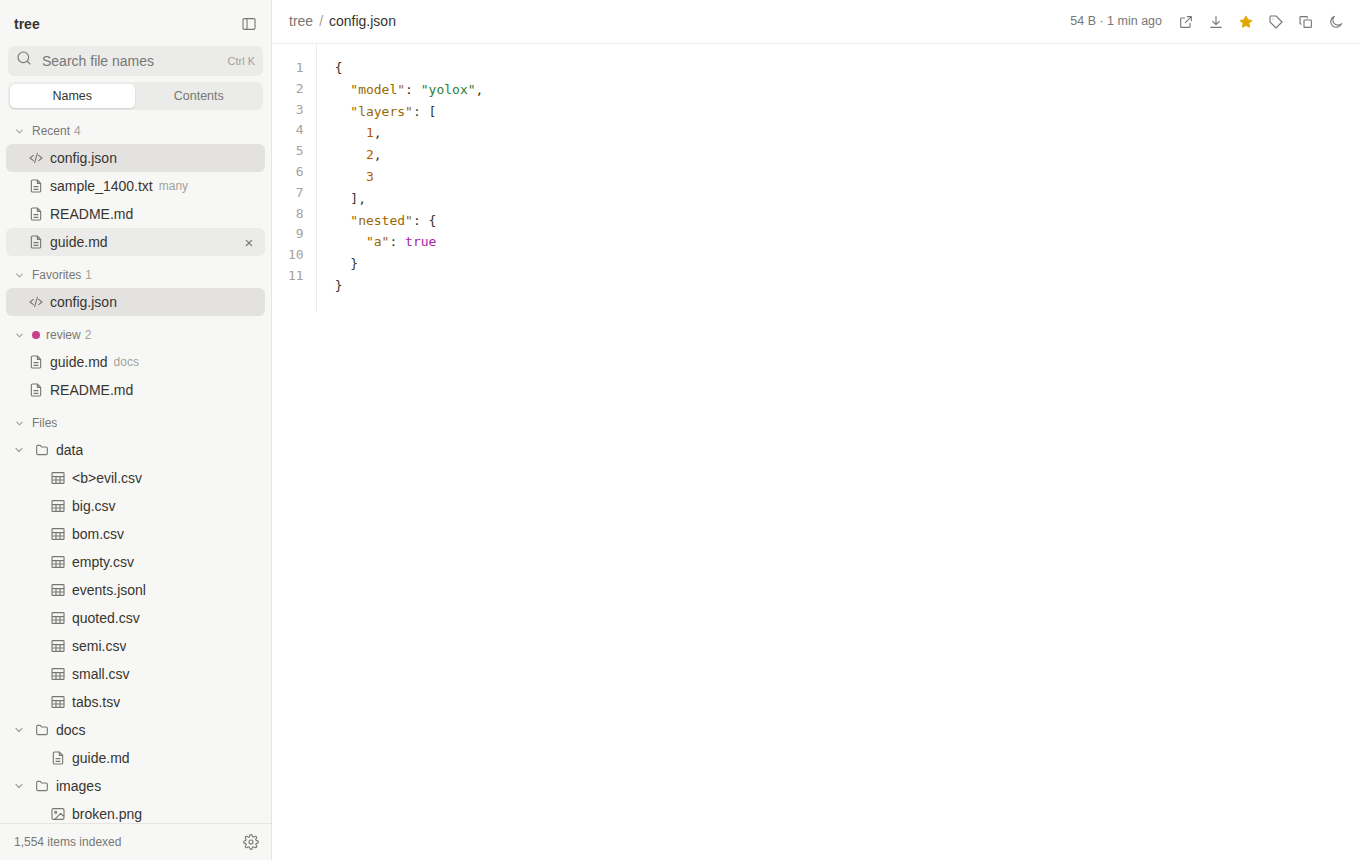 tree
Search file names Ctrl K
Names Contents
Recent 4
config.json
sample_1400.txt many
README.md
guide.md ×
Favorites 1
config.json
review 2
guide.md docs
README.md
Files
data
<b>evil.csv
big.csv
bom.csv
empty.csv
events.jsonl
quoted.csv
semi.csv
small.csv
tabs.tsv
docs
guide.md
images
broken.png
1,554 items indexed
tree / config.json 54 B · 1 min ago
1 {
2   "model": "yolox",
3   "layers": [
4     1,
5     2,
6     3
7   ],
8   "nested": {
9     "a": true
10   }
11 }